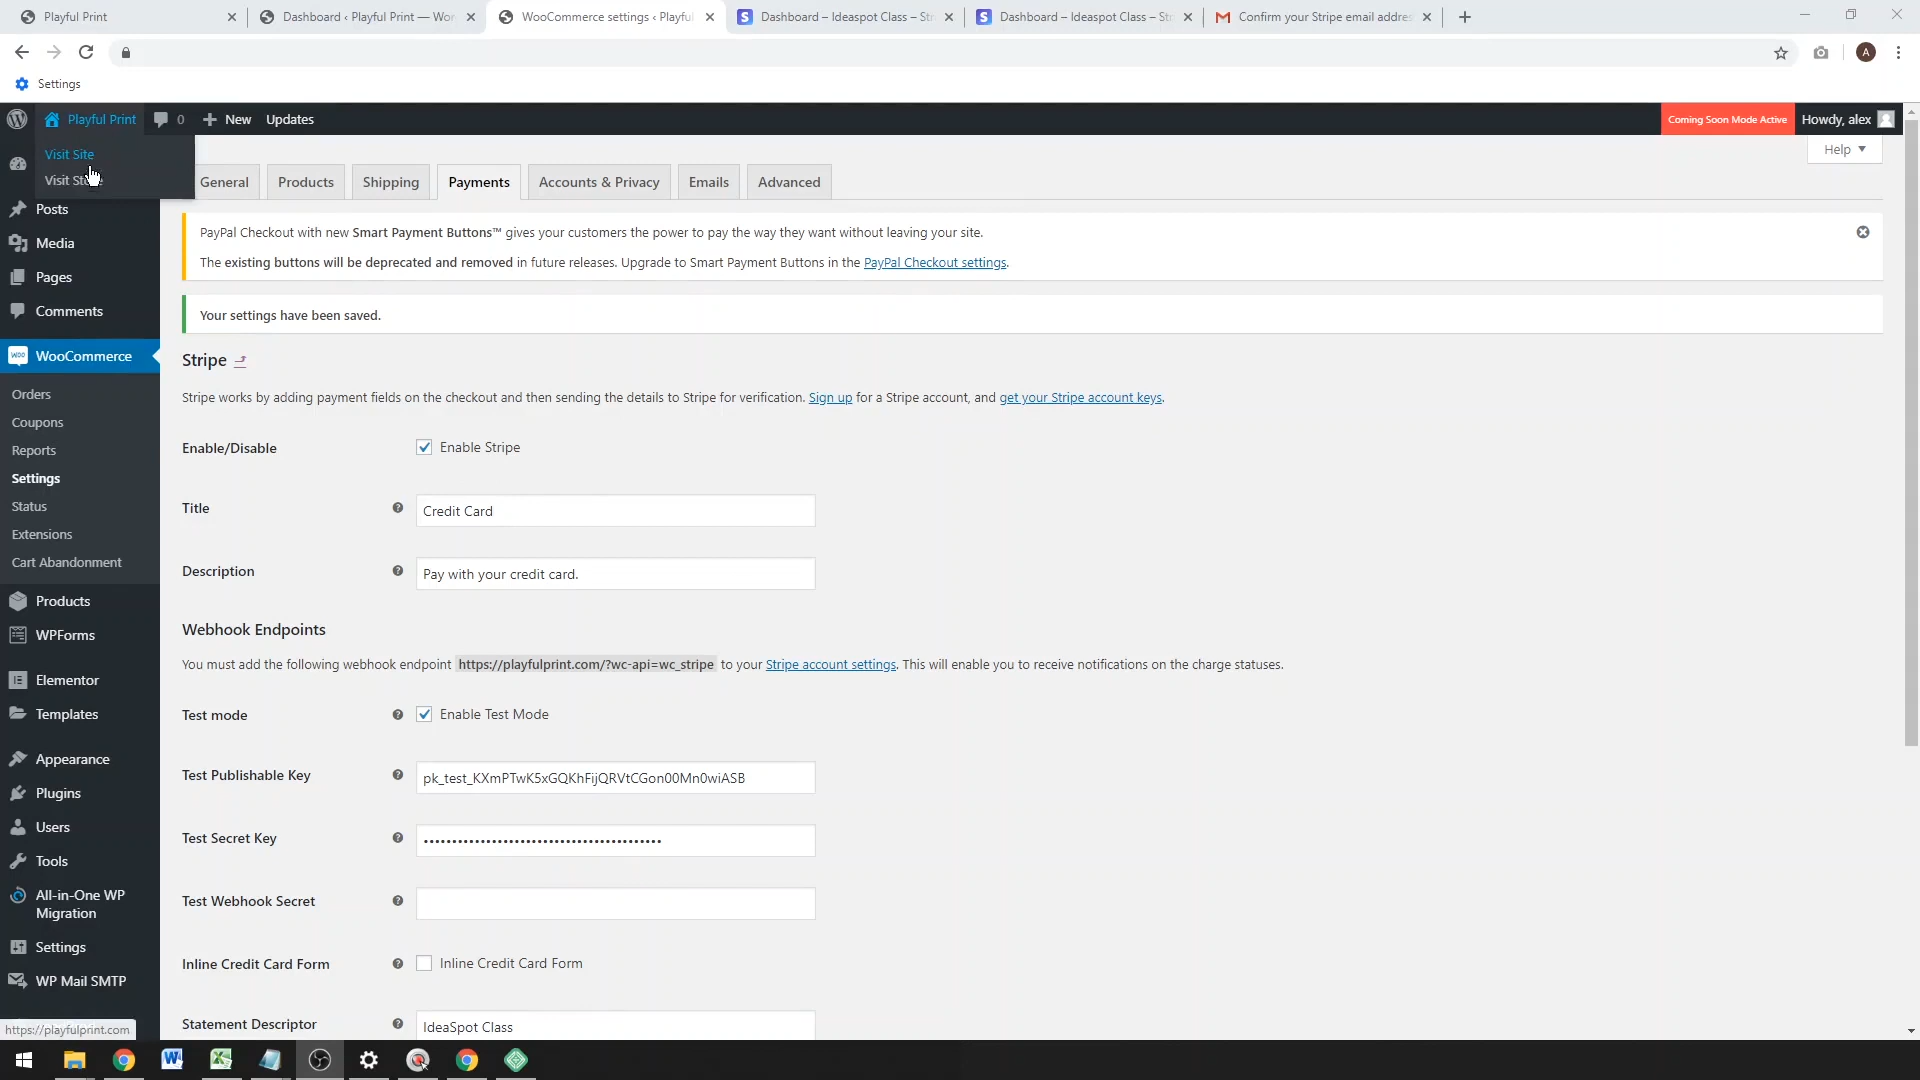 Playful Print
Dashboard ‹ Playful Print — Wor
WooCommerce settings ‹ Playful
Dashboard – Ideaspot Class – Str
Dashboard – Ideaspot Class – St
Confirm your Stripe email addres
A
Settings
Playful Print
0
New
Updates
Coming Soon Mode Active
Howdy, alex
Visit Site
Help
General
Products
Shipping
Payments
Accounts & Privacy
Emails
Advanced
Visit
Posts
Media
Pages
Comments
WooCommerce
Orders
Coupons
Reports
Settings
Status
Extensions
Cart Abandonment
Products
WPForms
Elementor
Templates
Appearance
Plugins
Users
Tools
All-in-One WP
Migration
Settings
WP Mail SMTP
PayPal Checkout with new Smart Payment Buttons™ gives your customers the power to pay the way they want without leaving your site.
The existing buttons will be deprecated and removed in future releases. Upgrade to Smart Payment Buttons in the PayPal Checkout settings.
Your settings have been saved.
Stripe
Stripe works by adding payment fields on the checkout and then sending the details to Stripe for verification. Sign up for a Stripe account, and get your Stripe account keys.
Enable/Disable
Enable Stripe
Title
Credit Card
Description
Pay with your credit card.
Webhook Endpoints
You must add the following webhook endpoint https://playfulprint.com/?wc-api=wc_stripe to your Stripe account settings. This will enable you to receive notifications on the charge statuses.
Test mode
Enable Test Mode
Test Publishable Key
pk_test_KXmPTwK5xGQKhFijQRVtCGon00Mn0wiASB
Test Secret Key
Test Webhook Secret
Inline Credit Card Form
Inline Credit Card Form
Statement Descriptor
IdeaSpot Class
https://playfulprint.com